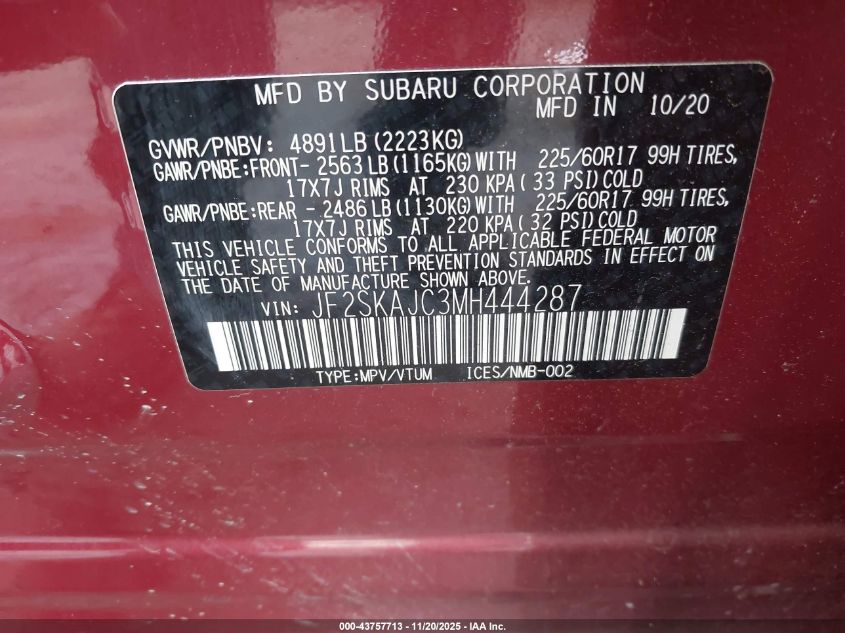 MFD BY SUBARU CORPORATION
MFD IN 10/20
GVWR/PNBV: 4891LB (2223KG)
GAWR/PNBE:FRONT- 2563 LB (1165KG) WITH 225/60R17 99H TIRES,
17X7J RIMS AT 230 KPA ( 33 PSI) COLD
GAWR/PNBE:REAR - 2486 LB (1130KG) WITH 225/60R17 99H TIRES,
17X7J RIMS AT 220 KPA ( 32 PSI) COLD
THIS VEHICLE CONFORMS TO ALL APPLICABLE FEDERAL MOTOR
VEHICLE SAFETY AND THEFT PREVENTION STANDARDS IN EFFECT ON
THE DATE OF MANUFACTURE SHOWN ABOVE.
VIN: JF2SKAJC3MH444287
TYPE:MPV/VTUM ICES/NMB-002
000-43757713 - 11/20/2025 - IAA Inc.